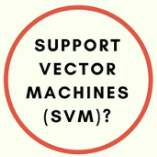 SUPPORT
VECTOR
MACHINES
(SVM)?